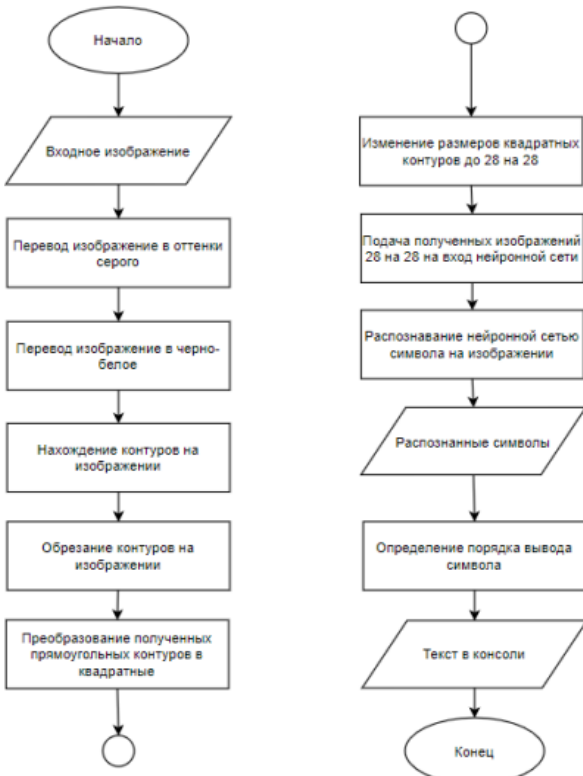 Начало
Входное изображение
Перевод изображение в оттенки
серого
Перевод изображение в черно-
белое
Нахождение контуров на
изображении
Обрезание контуров на
изображении
Преобразование полученных
прямоугольных контуров в
квадратные
Изменение размеров квадратных
контуров до 28 на 28
Подача полученных изображений
28 на 28 на вход нейронной сети
Распознавание нейронной сетью
символа на изображении
Распознанные символы
Определение порядка вывода
символа
Текст в консоли
Конец